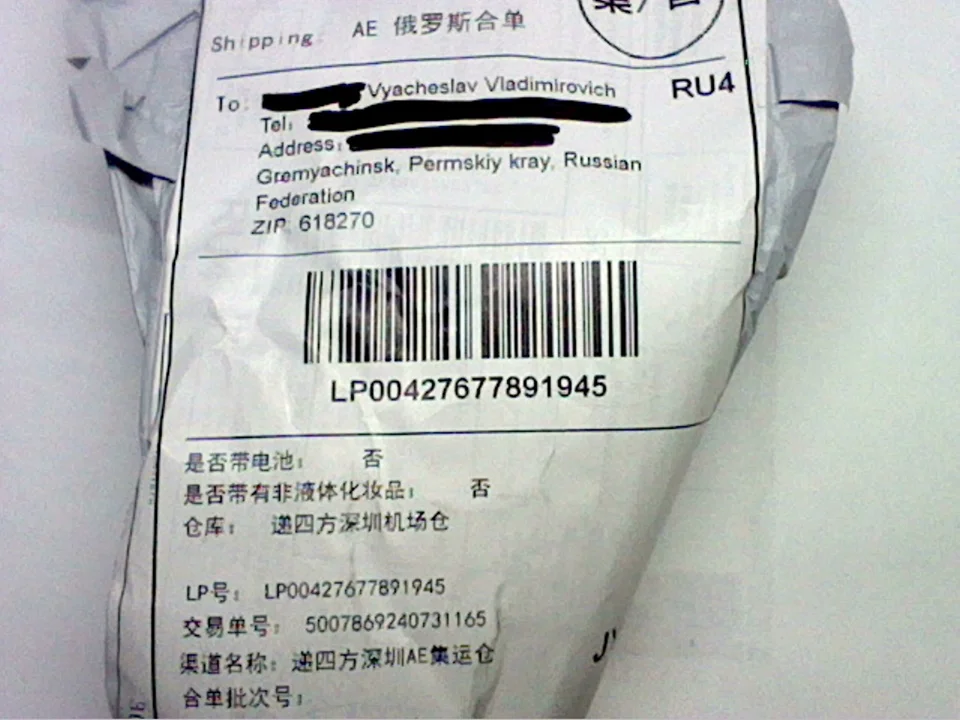 Shipping: AE 俄罗斯合单
RU4
To: Vyacheslav Vladimirovich
Tel:
Address:
Gremyachinsk, Permskiy kray, Russian
Federation
ZIP: 618270
LP00427677891945
是否带电池： 否
是否带有非液体化妆品： 否
仓库： 递四方深圳机场仓
LP号： LP00427677891945
交易单号： 5007869240731165
渠道名称：递四方深圳AE集运仓
合单批次号：